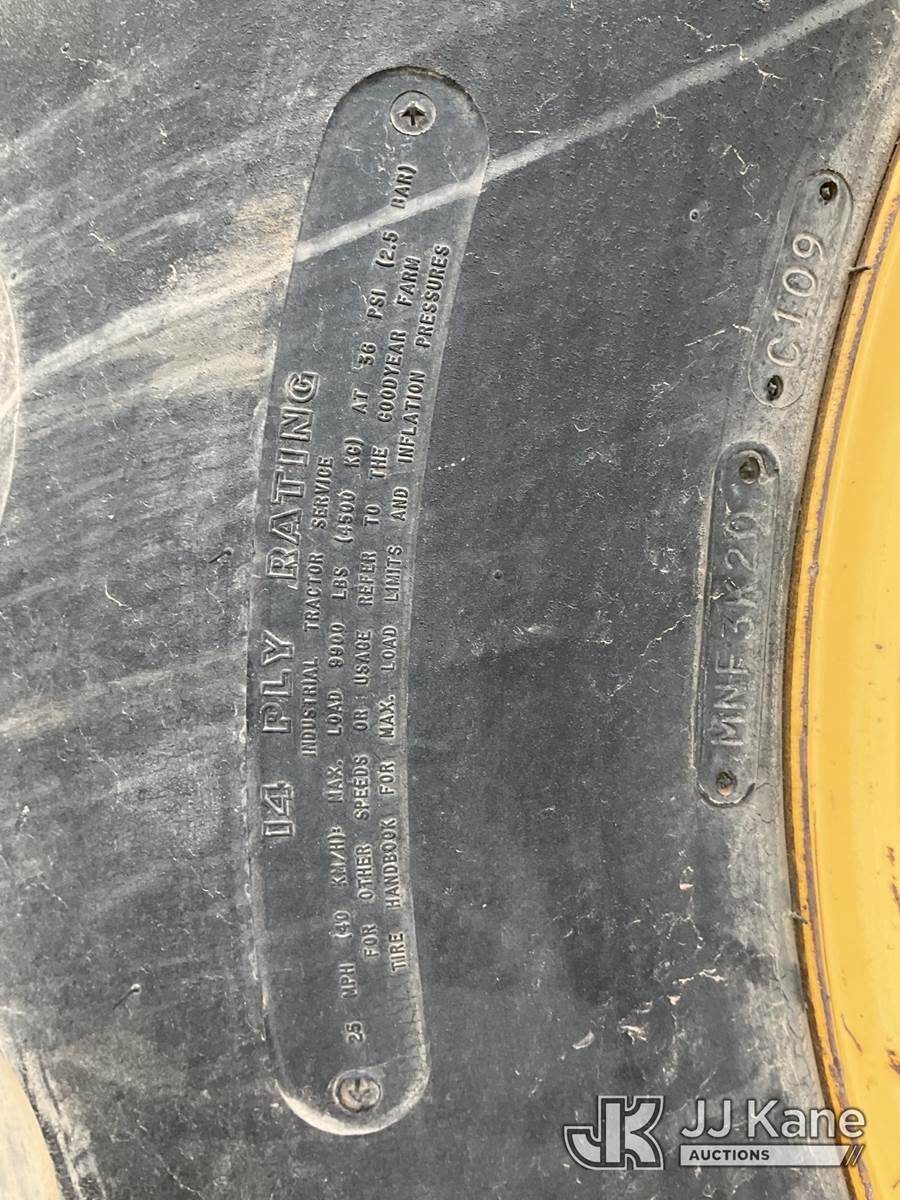 14 PLY RATING
INDUSTRIAL TRACTOR SERVICE
25 MPH (40 KM/H): MAX. LOAD 9900 LBS (4500 KG) AT 36 PSI (2.5 BAR)
FOR OTHER SPEEDS OR USAGE REFER TO THE GOODYEAR FARM
TIRE HANDBOOK FOR MAX. LOAD LIMITS AND INFLATION PRESSURES
MNF3K207
C109
JK JJ Kane
AUCTIONS